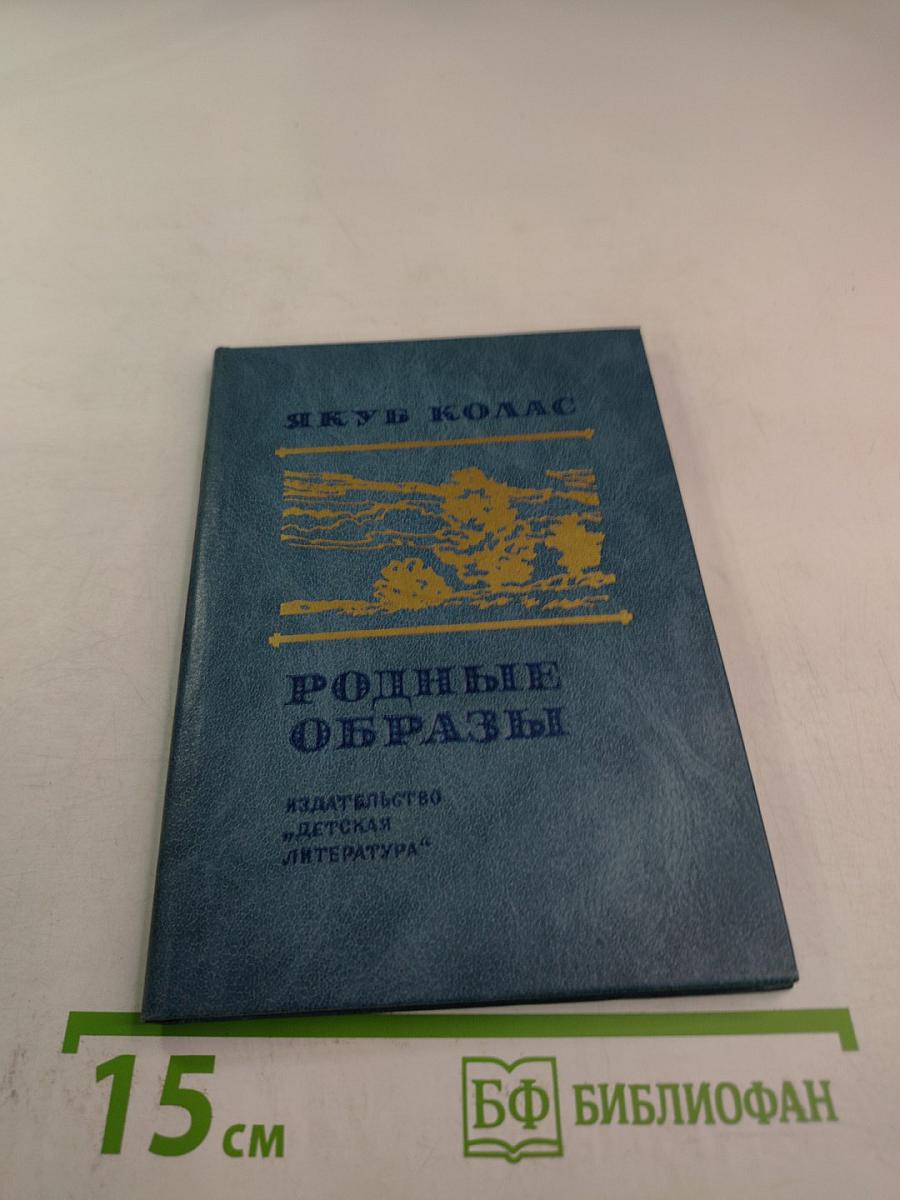 ЯКУБ КОЛАС
РОДНЫЕ
ОБРАЗЫ
ИЗДАТЕЛЬСТВО
„ДЕТСКАЯ
ЛИТЕРАТУРА“
15 см
БФ БИБЛИОФАН